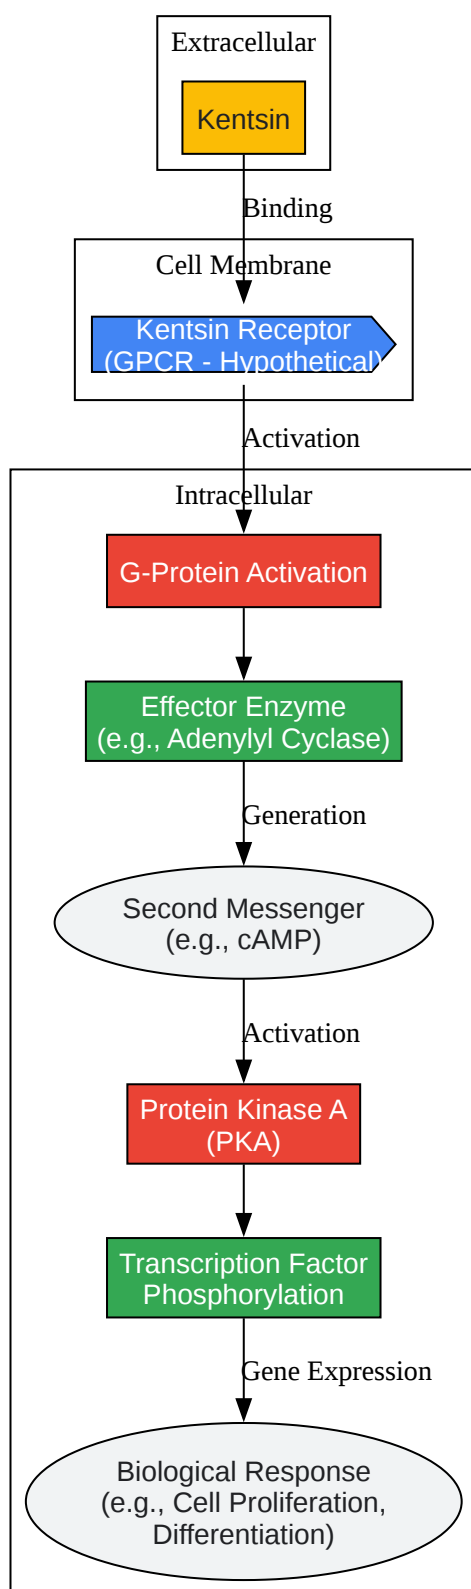 Extracellular
Kentsin
Binding
Cell Membrane
Kentsin Receptor
(GPCR - Hypothetical)
Activation
Intracellular
G-Protein Activation
Effector Enzyme
(e.g., Adenylyl Cyclase)
Generation
Second Messenger
(e.g., cAMP)
Activation
Protein Kinase A
(PKA)
Transcription Factor
Phosphorylation
Gene Expression
Biological Response
(e.g., Cell Proliferation,
Differentiation)